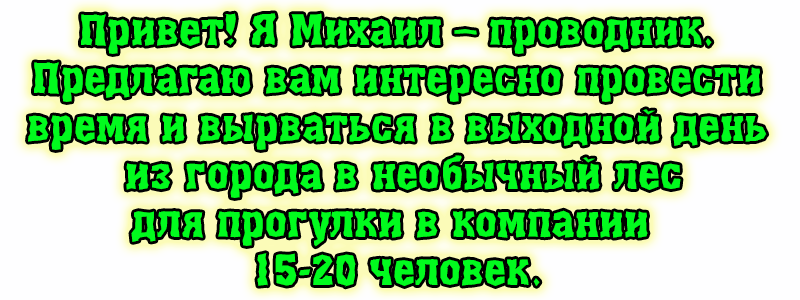 Привет! Я Михаил – проводник.
Предлагаю вам интересно провести
время и вырваться в выходной день
из города в необычный лес
для прогулки в компании
15-20 человек.